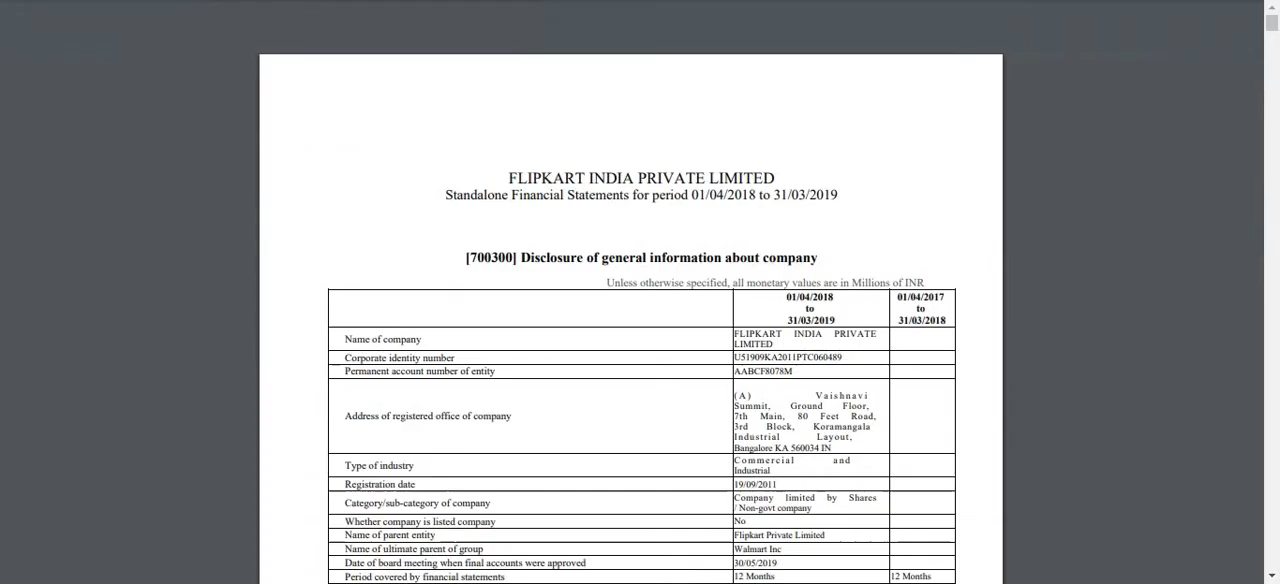 FLIPKART INDIA PRIVATE LIMITED
Standalone Financial Statements for period 01/04/2018 to 31/03/2019
[700300] Disclosure of general information about company
Unless otherwise specified, all monetary values are in Millions of INR
01/04/2018
to
31/03/2019
01/04/2017
to
31/03/2018
Name of company
FLIPKART INDIA PRIVATE
LIMITED
Corporate identity number
U51909KA2011PTC060489
Permanent account number of entity
AABCF8078M
Address of registered office of company
(A) Vaishnavi
Summit, Ground Floor,
7th Main, 80 Feet Road,
3rd Block, Koramangala
Industrial Layout,
Bangalore KA 560034 IN
Type of industry
Commercial and
Industrial
Registration date
19/09/2011
Category/sub-category of company
Company limited by Shares
/ Non-govt company
Whether company is listed company
No
Name of parent entity
Flipkart Private Limited
Name of ultimate parent of group
Walmart Inc
Date of board meeting when final accounts were approved
30/05/2019
Period covered by financial statements
12 Months
12 Months